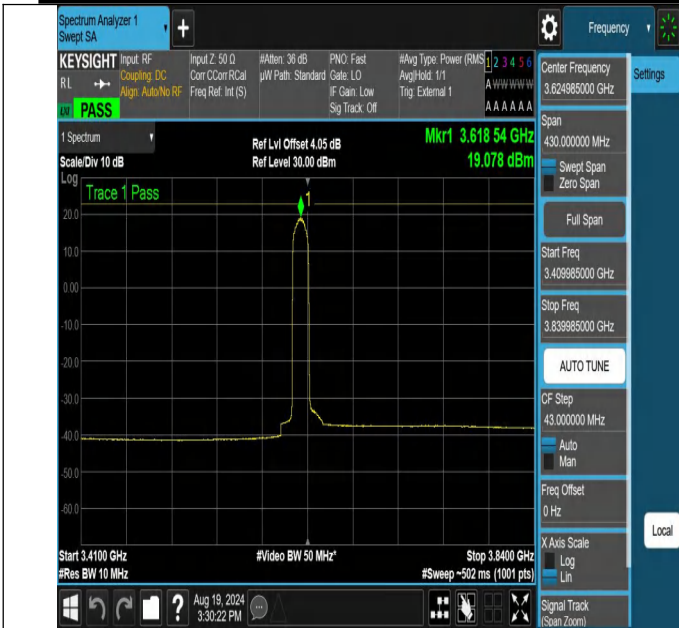 Spectrum Analyzer 1
Swept SA
Frequency
KEYSIGHT
Input: RF
Coupling: DC
Align: Auto/No RF
Input Z: 50 Ω
Corr CCorr RCal
Freq Ref: Int (S)
#Atten: 36 dB
µW Path: Standard
PNO: Fast
Gate: LO
IF Gain: Low
Sig Track: Off
#Avg Type: Power (RMS
Avg|Hold: 1/1
Trig: External 1
1 2 3 4 5 6
A W W W W W
A A A A A A
R L
PASS
1 Spectrum
Scale/Div 10 dB
Log
Ref Lvl Offset 4.05 dB
Ref Level 30.00 dBm
Mkr1 3.618 54 GHz
19.078 dBm
Trace 1 Pass
1
20.0
10.0
0.00
-10.0
-20.0
-30.0
-40.0
-50.0
-60.0
Start 3.4100 GHz
#Res BW 10 MHz
#Video BW 50 MHz*
Stop 3.8400 GHz
#Sweep ~502 ms (1001 pts)
Aug 19, 2024
3:30:22 PM
Center Frequency
3.624985000 GHz
Settings
Span
430.000000 MHz
Swept Span
Zero Span
Full Span
Start Freq
3.409985000 GHz
Stop Freq
3.839985000 GHz
AUTO TUNE
CF Step
43.000000 MHz
Auto
Man
Freq Offset
0 Hz
X Axis Scale
Log
Lin
Local
Signal Track
(Span Zoom)